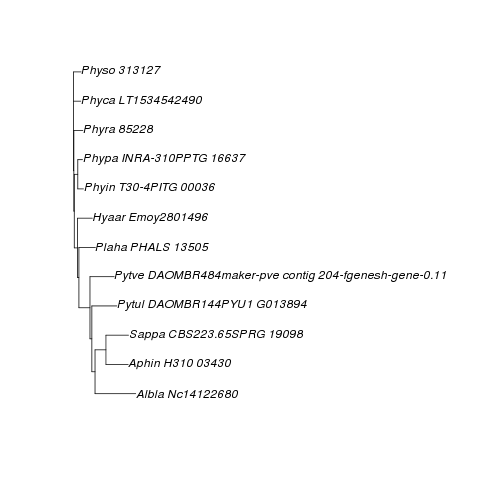 Physo 313127
Phyca LT1534542490
Phyra 85228
Phypa INRA-310PPTG 16637
Phyin T30-4PITG 00036
Hyaar Emoy2801496
Plaha PHALS 13505
Pytve DAOMBR484maker-pve contig 204-fgenesh-gene-0.11
Pytul DAOMBR144PYU1 G013894
Sappa CBS223.65SPRG 19098
Aphin H310 03430
Albla Nc14122680